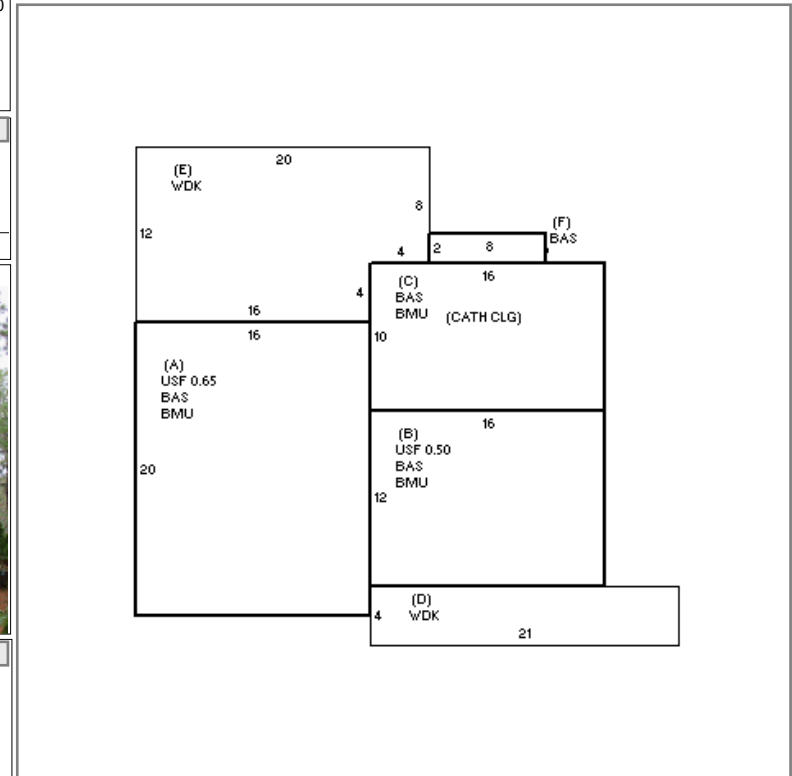 20
(E)
WDK
8
12
(F)
BAS
2
8
4
16
(C)
BAS
BMU
(CATH CLG)
4
10
16
16
(A)
USF 0.65
BAS
BMU
20
16
(B)
USF 0.50
BAS
BMU
12
(D)
WDK
4
21